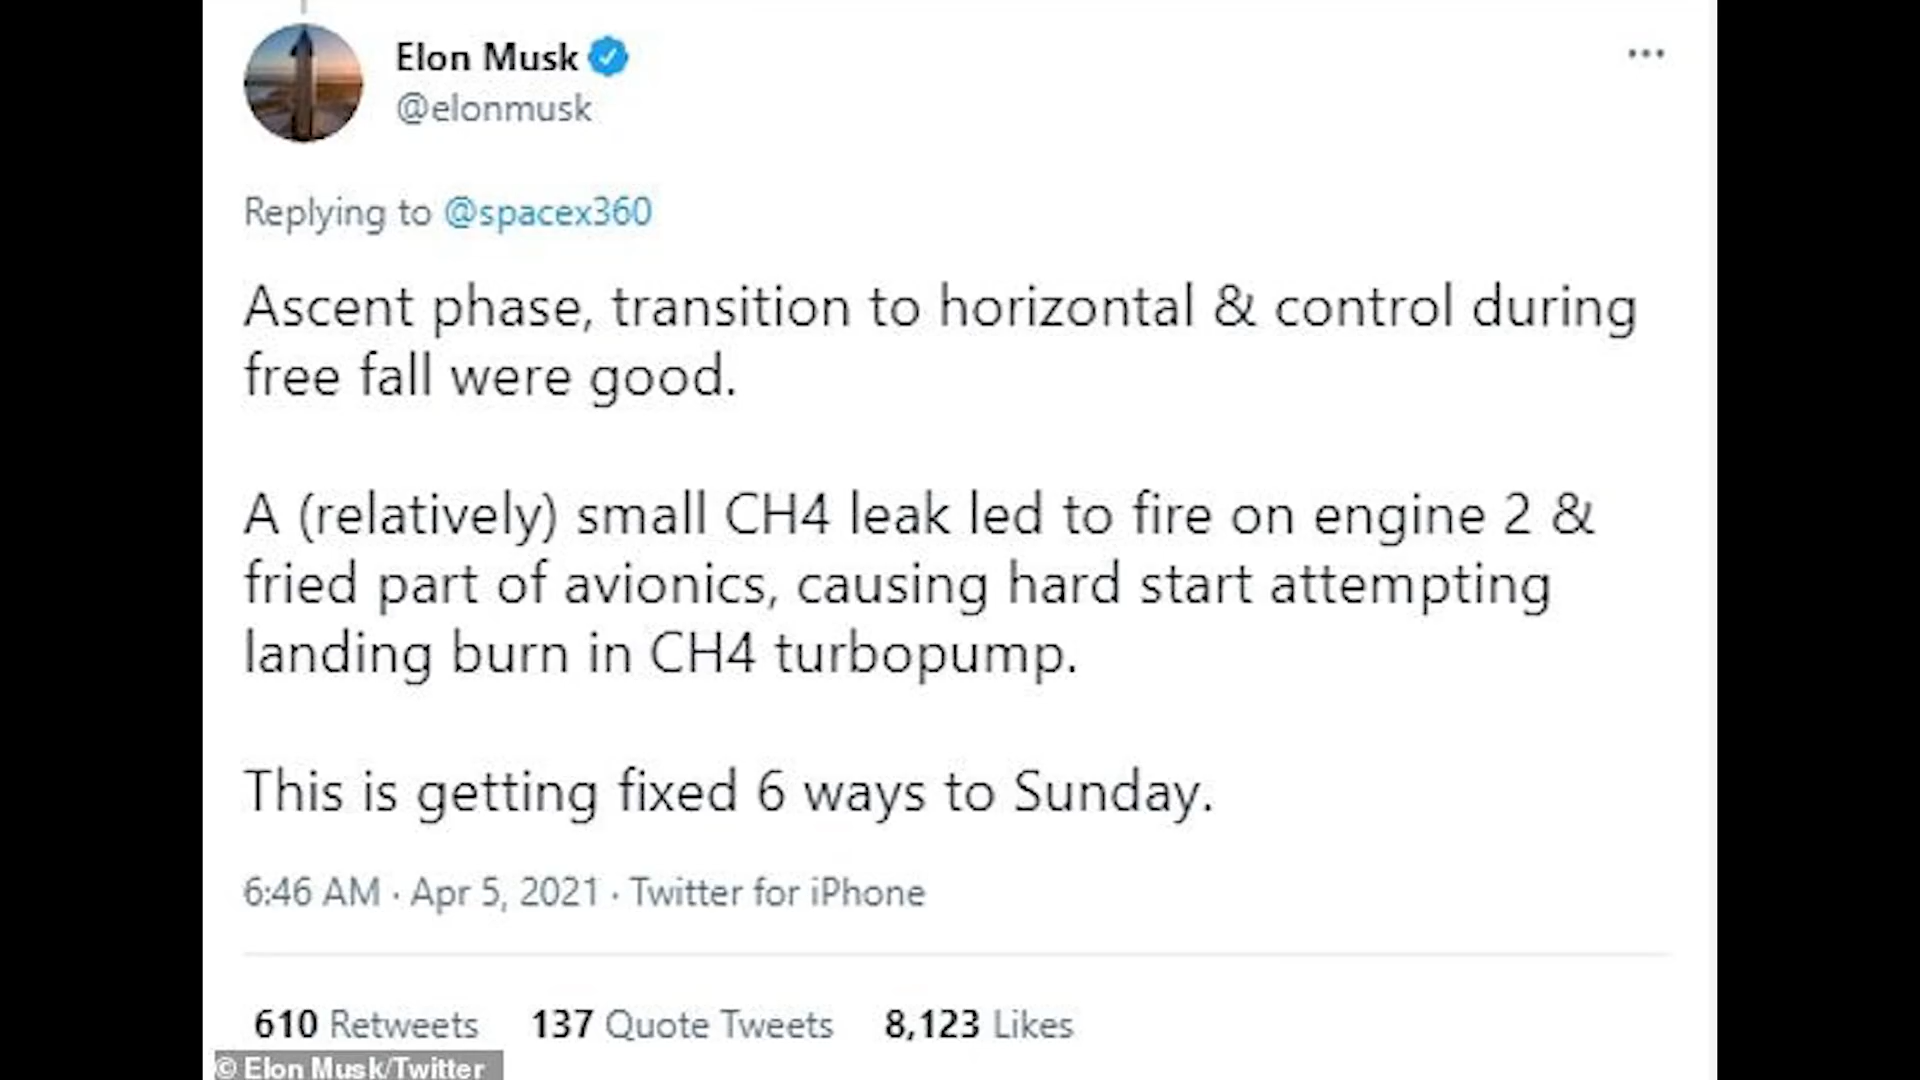 Elon Musk
@elonmusk
Replying to @spacex360
Ascent phase, transition to horizontal & control during
free fall were good.
A (relatively) small CH4 leak led to fire on engine 2 &
fried part of avionics, causing hard start attempting
landing burn in CH4 turbopump.
This is getting fixed 6 ways to Sunday.
6:46 AM · Apr 5, 2021 · Twitter for iPhone
610 Retweets 137 Quote Tweets 8,123 Likes
© Elon Musk/Twitter